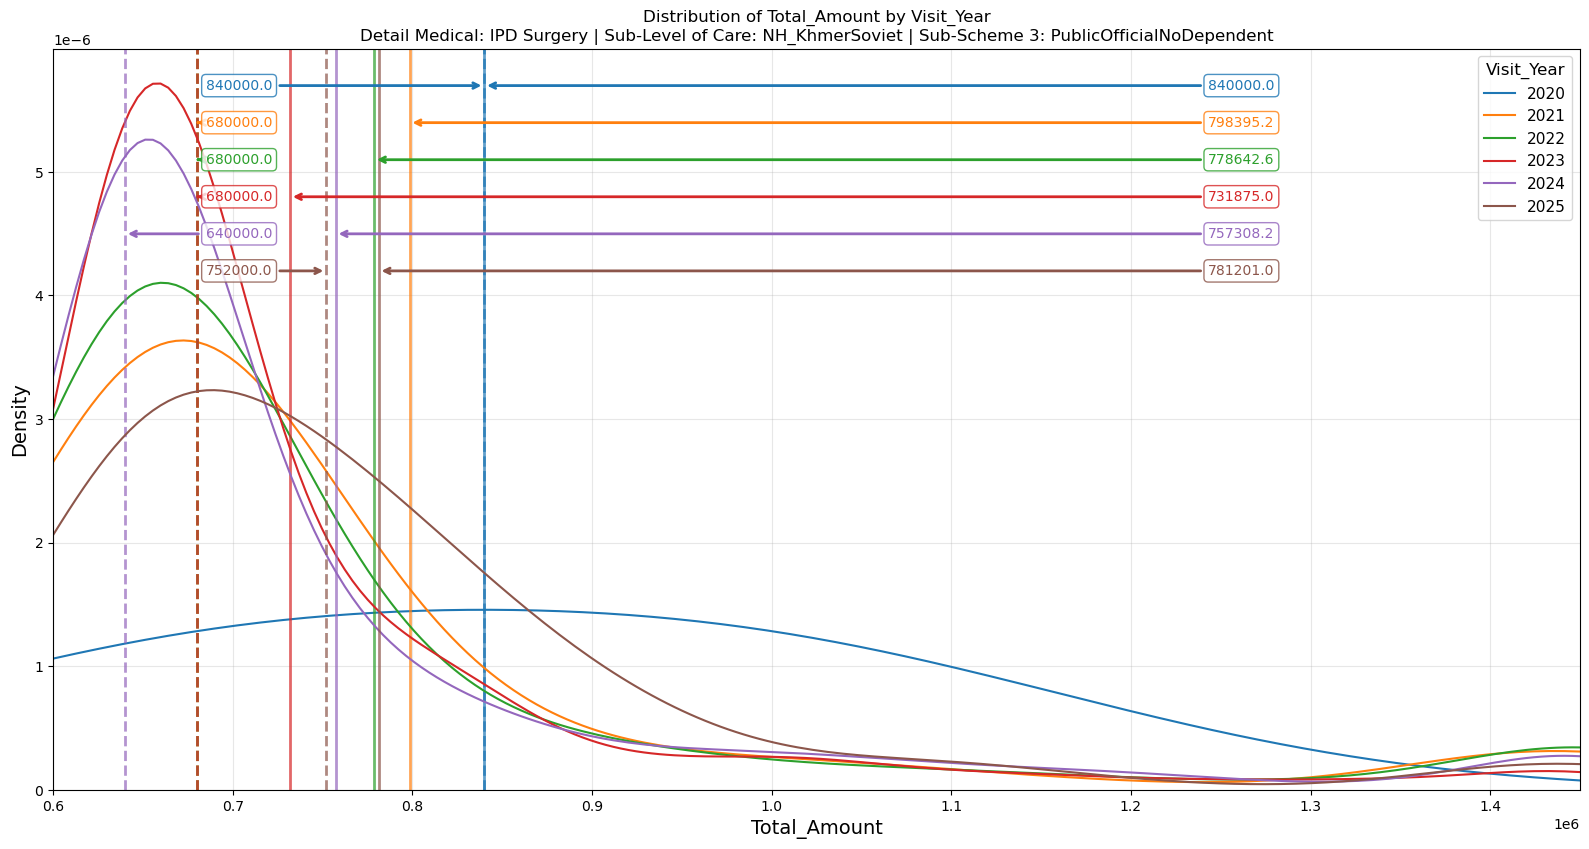 Distribution of Total_Amount by Visit_Year
Detail Medical: IPD Surgery | Sub-Level of Care: NH_KhmerSoviet | Sub-Scheme 3: PublicOfficialNoDependent
1e−6
Visit_Year
2020
2021
2022
2023
2024
2025
840000.0 840000.0
680000.0 798395.2
680000.0 778642.6
680000.0 731875.0
640000.0 757308.2
752000.0 781201.0
Density
5
4
3
2
1
0
0.6 0.7 0.8 0.9 1.0 1.1 1.2 1.3 1.4
1e6
Total_Amount